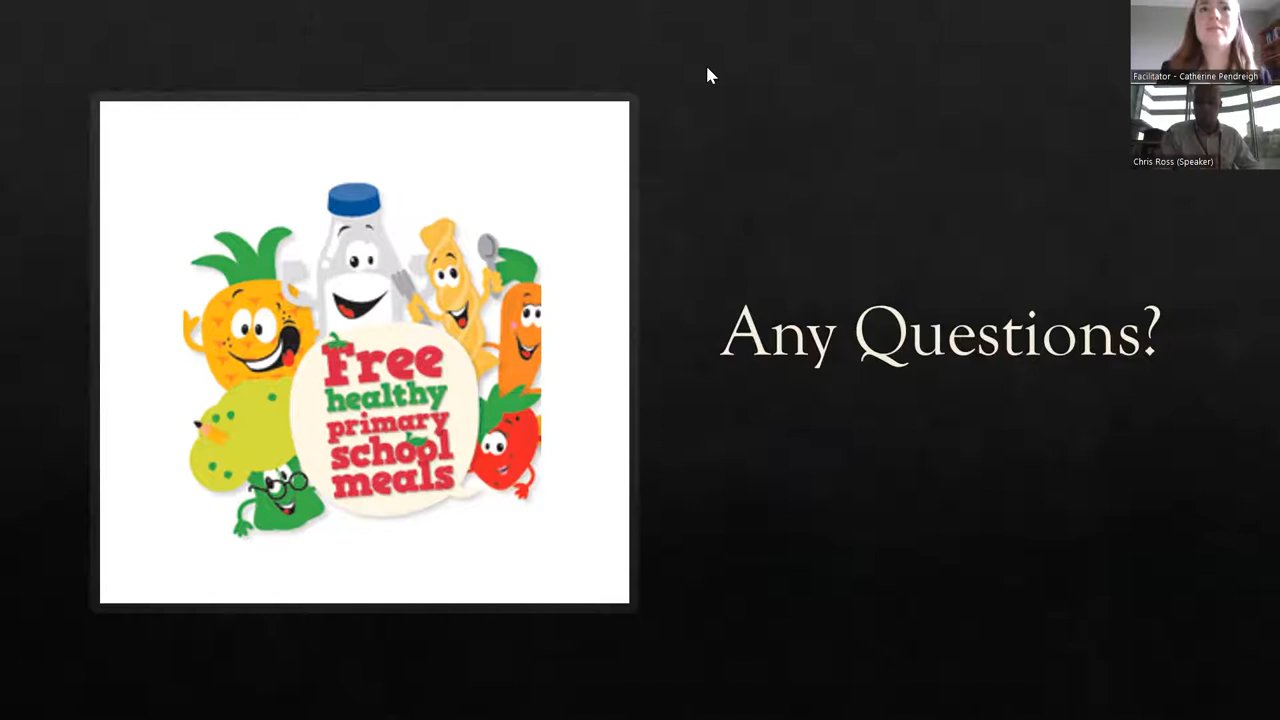 Facilitator - Catherine Pendreigh
Chris Ross (Speaker)
Free
healthy
primary
school
meals
Any Questions?